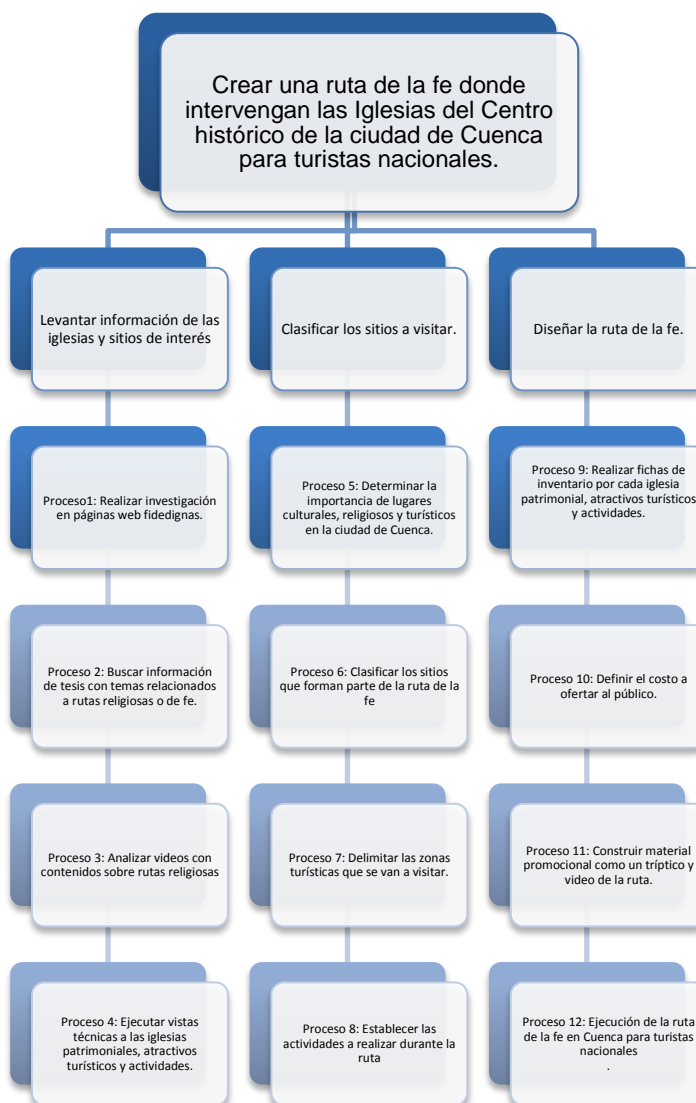 Crear una ruta de la fe donde
intervengan las Iglesias del Centro
histórico de la ciudad de Cuenca
para turistas nacionales.
Levantar información de las
iglesias y sitios de interés
Proceso1: Realizar investigación
en páginas web fidedignas.
Proceso 2: Buscar información
de tesis con temas relacionados
a rutas religiosas o de fe.
Proceso 3: Analizar videos con
contenidos sobre rutas religiosas
Proceso 4: Ejecutar vistas
técnicas a las iglesias
patrimoniales, atractivos
turísticos y actividades.
Clasificar los sitios a visitar.
Proceso 5: Determinar la
importancia de lugares
culturales, religiosos y turísticos
en la ciudad de Cuenca.
Proceso 6: Clasificar los sitios
que forman parte de la ruta de la
fe
Proceso 7: Delimitar las zonas
turísticas que se van a visitar.
Proceso 8: Establecer las
actividades a realizar durante la
ruta
Diseñar la ruta de la fe.
Proceso 9: Realizar fichas de
inventario por cada iglesia
patrimonial, atractivos turísticos
y actividades.
Proceso 10: Definir el costo a
ofertar al público.
Proceso 11: Construir material
promocional como un tríptico y
video de la ruta.
Proceso 12: Ejecución de la ruta
de la fe en Cuenca para turistas
nacionales
.